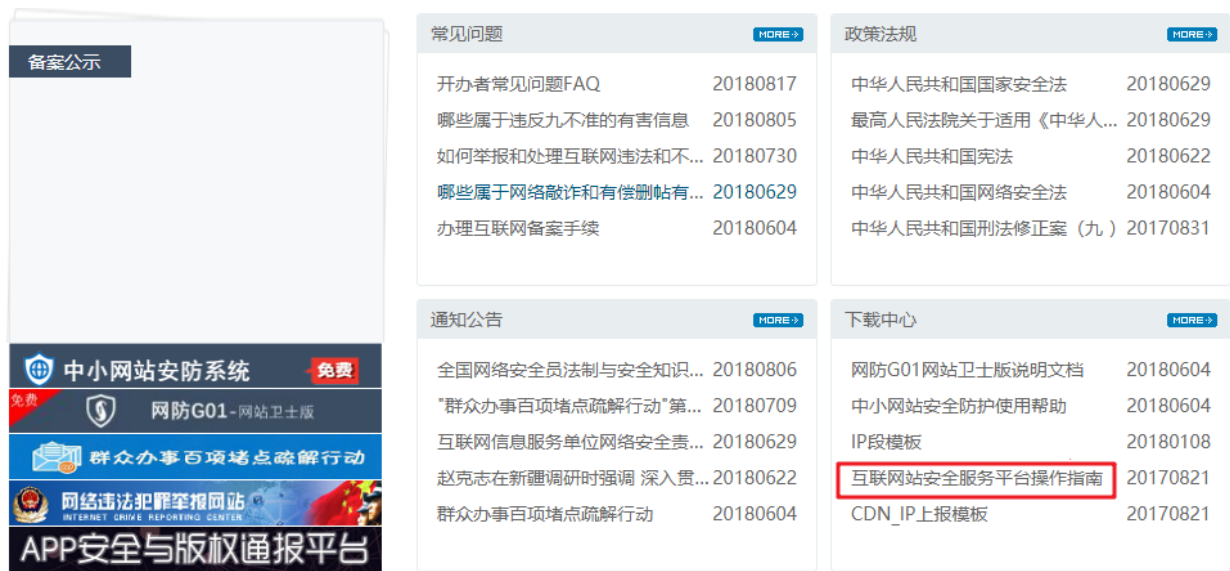 备案公示
中小网站安防系统 免费
免费 网防G01-网站卫士版
群众办事百项堵点疏解行动
网络违法犯罪举报网站
INTERNET CRIME REPORTING CENTER
APP安全与版权通报平台
常见问题 MORE
开办者常见问题FAQ 20180817
哪些属于违反九不准的有害信息 20180805
如何举报和处理互联网违法和不... 20180730
哪些属于网络敲诈和有偿删帖有... 20180629
办理互联网备案手续 20180604
政策法规 MORE
中华人民共和国国家安全法 20180629
最高人民法院关于适用《中华人... 20180629
中华人民共和国宪法 20180622
中华人民共和国网络安全法 20180604
中华人民共和国刑法修正案（九 ） 20170831
通知公告 MORE
全国网络安全员法制与安全知识... 20180806
"群众办事百项堵点疏解行动"第... 20180709
互联网信息服务单位网络安全责... 20180629
赵克志在新疆调研时强调 深入贯... 20180622
群众办事百项堵点疏解行动 20180604
下载中心 MORE
网防G01网站卫士版说明文档 20180604
中小网站安全防护使用帮助 20180604
IP段模板 20180108
互联网站安全服务平台操作指南 20170821
CDN_IP上报模板 20170821